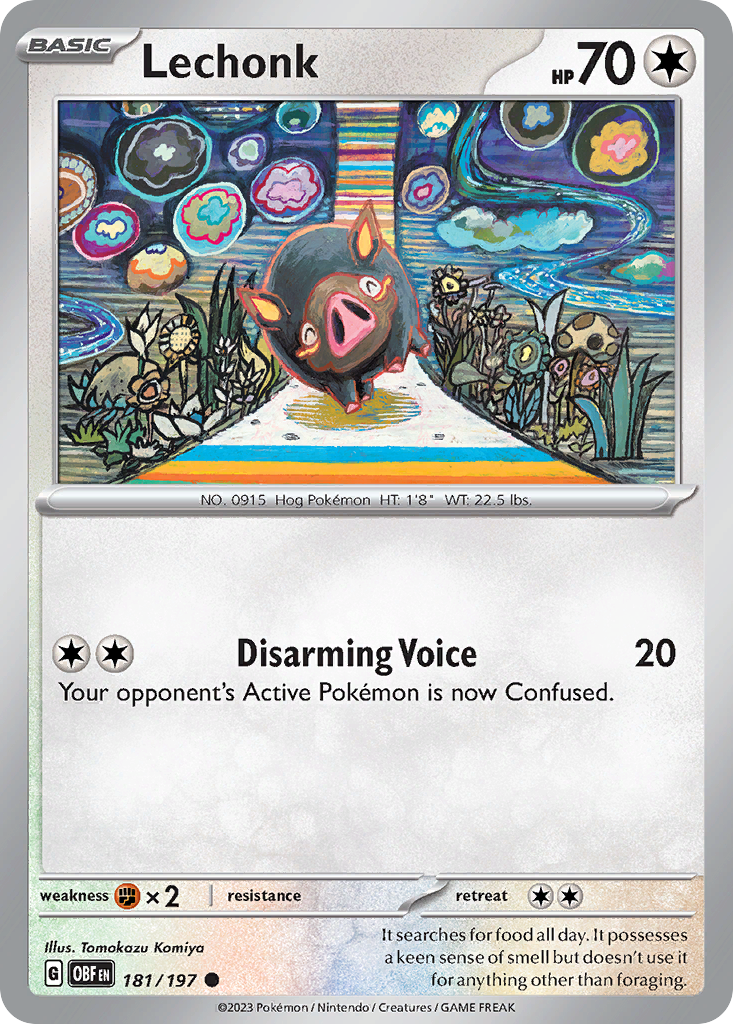 BASIC
Lechonk
HP 70
NO. 0915 Hog Pokémon HT: 1'8" WT: 22.5 lbs.
Disarming Voice 20
Your opponent's Active Pokémon is now Confused.
weakness ×2 resistance retreat
Illus. Tomokazu Komiya
It searches for food all day. It possesses
a keen sense of smell but doesn't use it
for anything other than foraging.
G OBF EN 181/197
©2023 Pokémon / Nintendo / Creatures / GAME FREAK